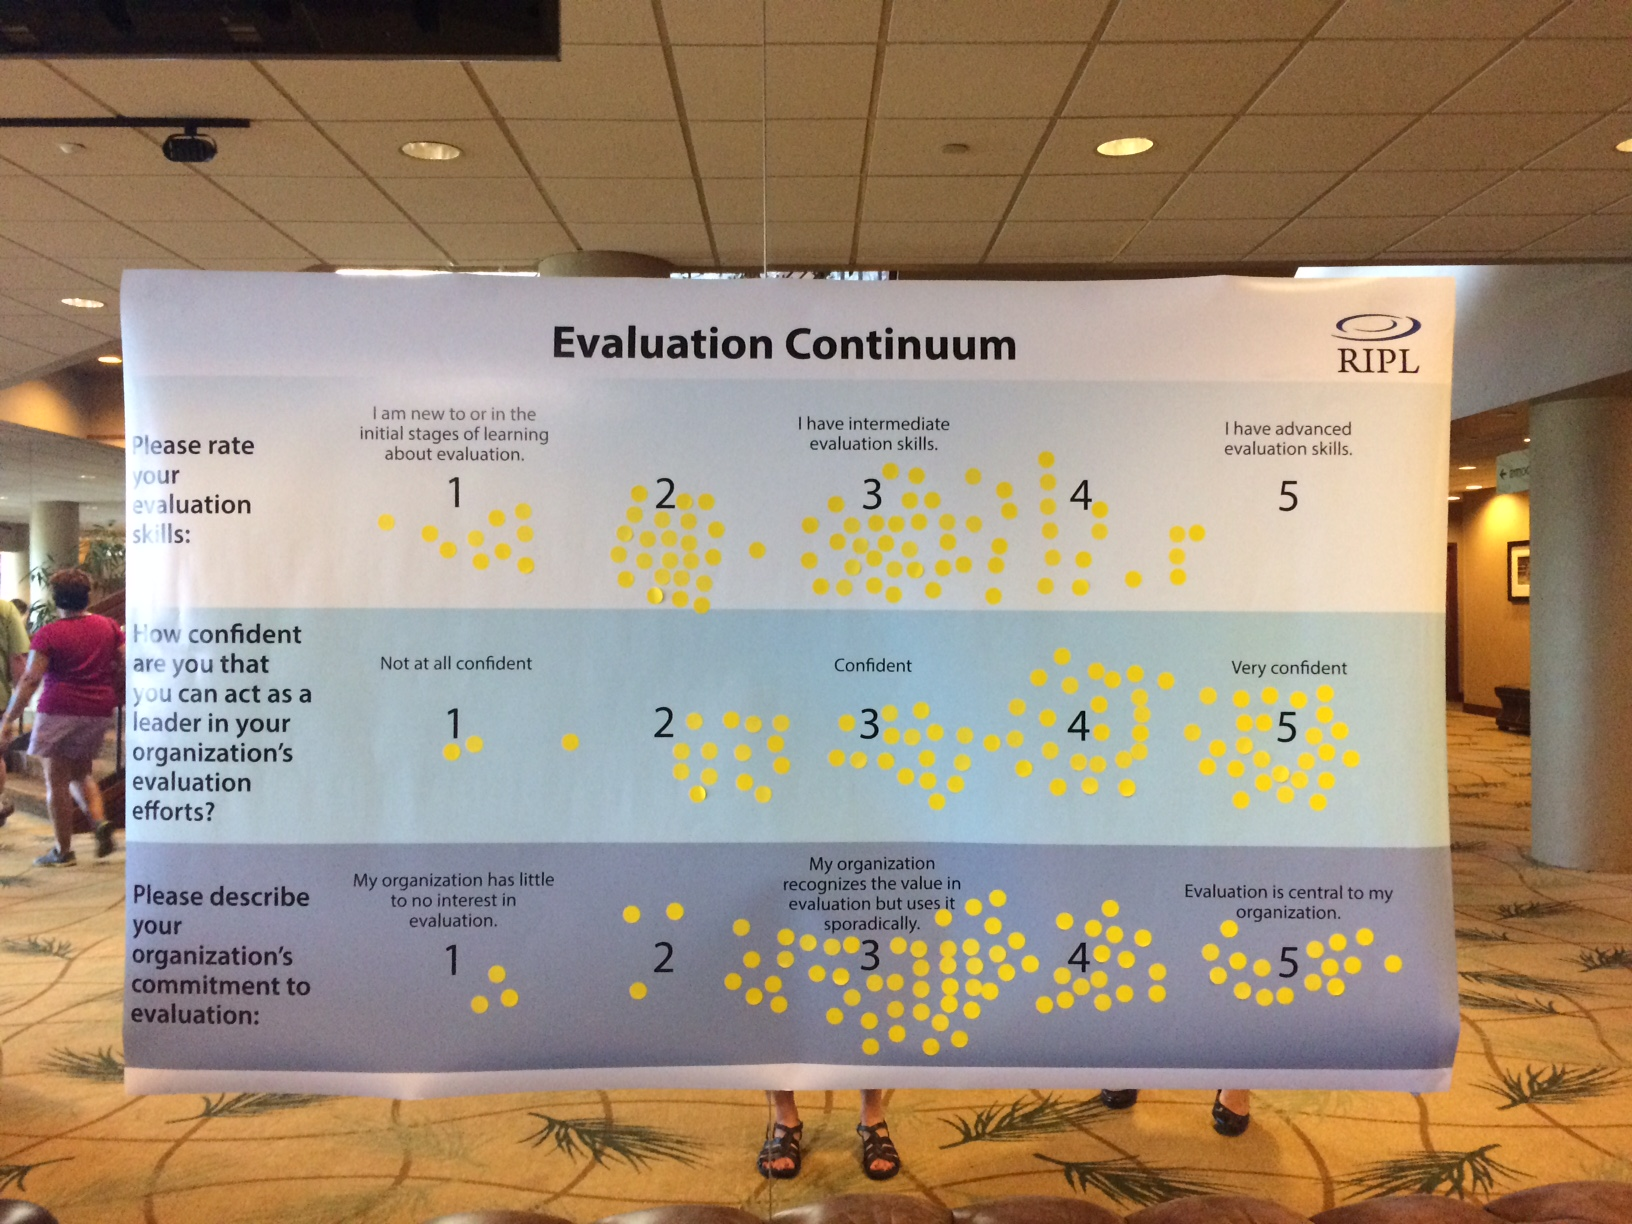 Evaluation Continuum
RIPL
Please rate
your
evaluation
skills:
I am new to or in the
initial stages of learning
about evaluation.
I have intermediate
evaluation skills.
I have advanced
evaluation skills.
1
2
3
4
5
How confident
are you that
you can act as a
leader in your
organization's
evaluation
efforts?
Not at all confident
Confident
Very confident
1
2
3
4
5
Please describe
your
organization's
commitment to
evaluation:
My organization has little
to no interest in
evaluation.
My organization
recognizes the value in
evaluation but uses it
sporadically.
Evaluation is central to my
organization.
1
2
3
4
5